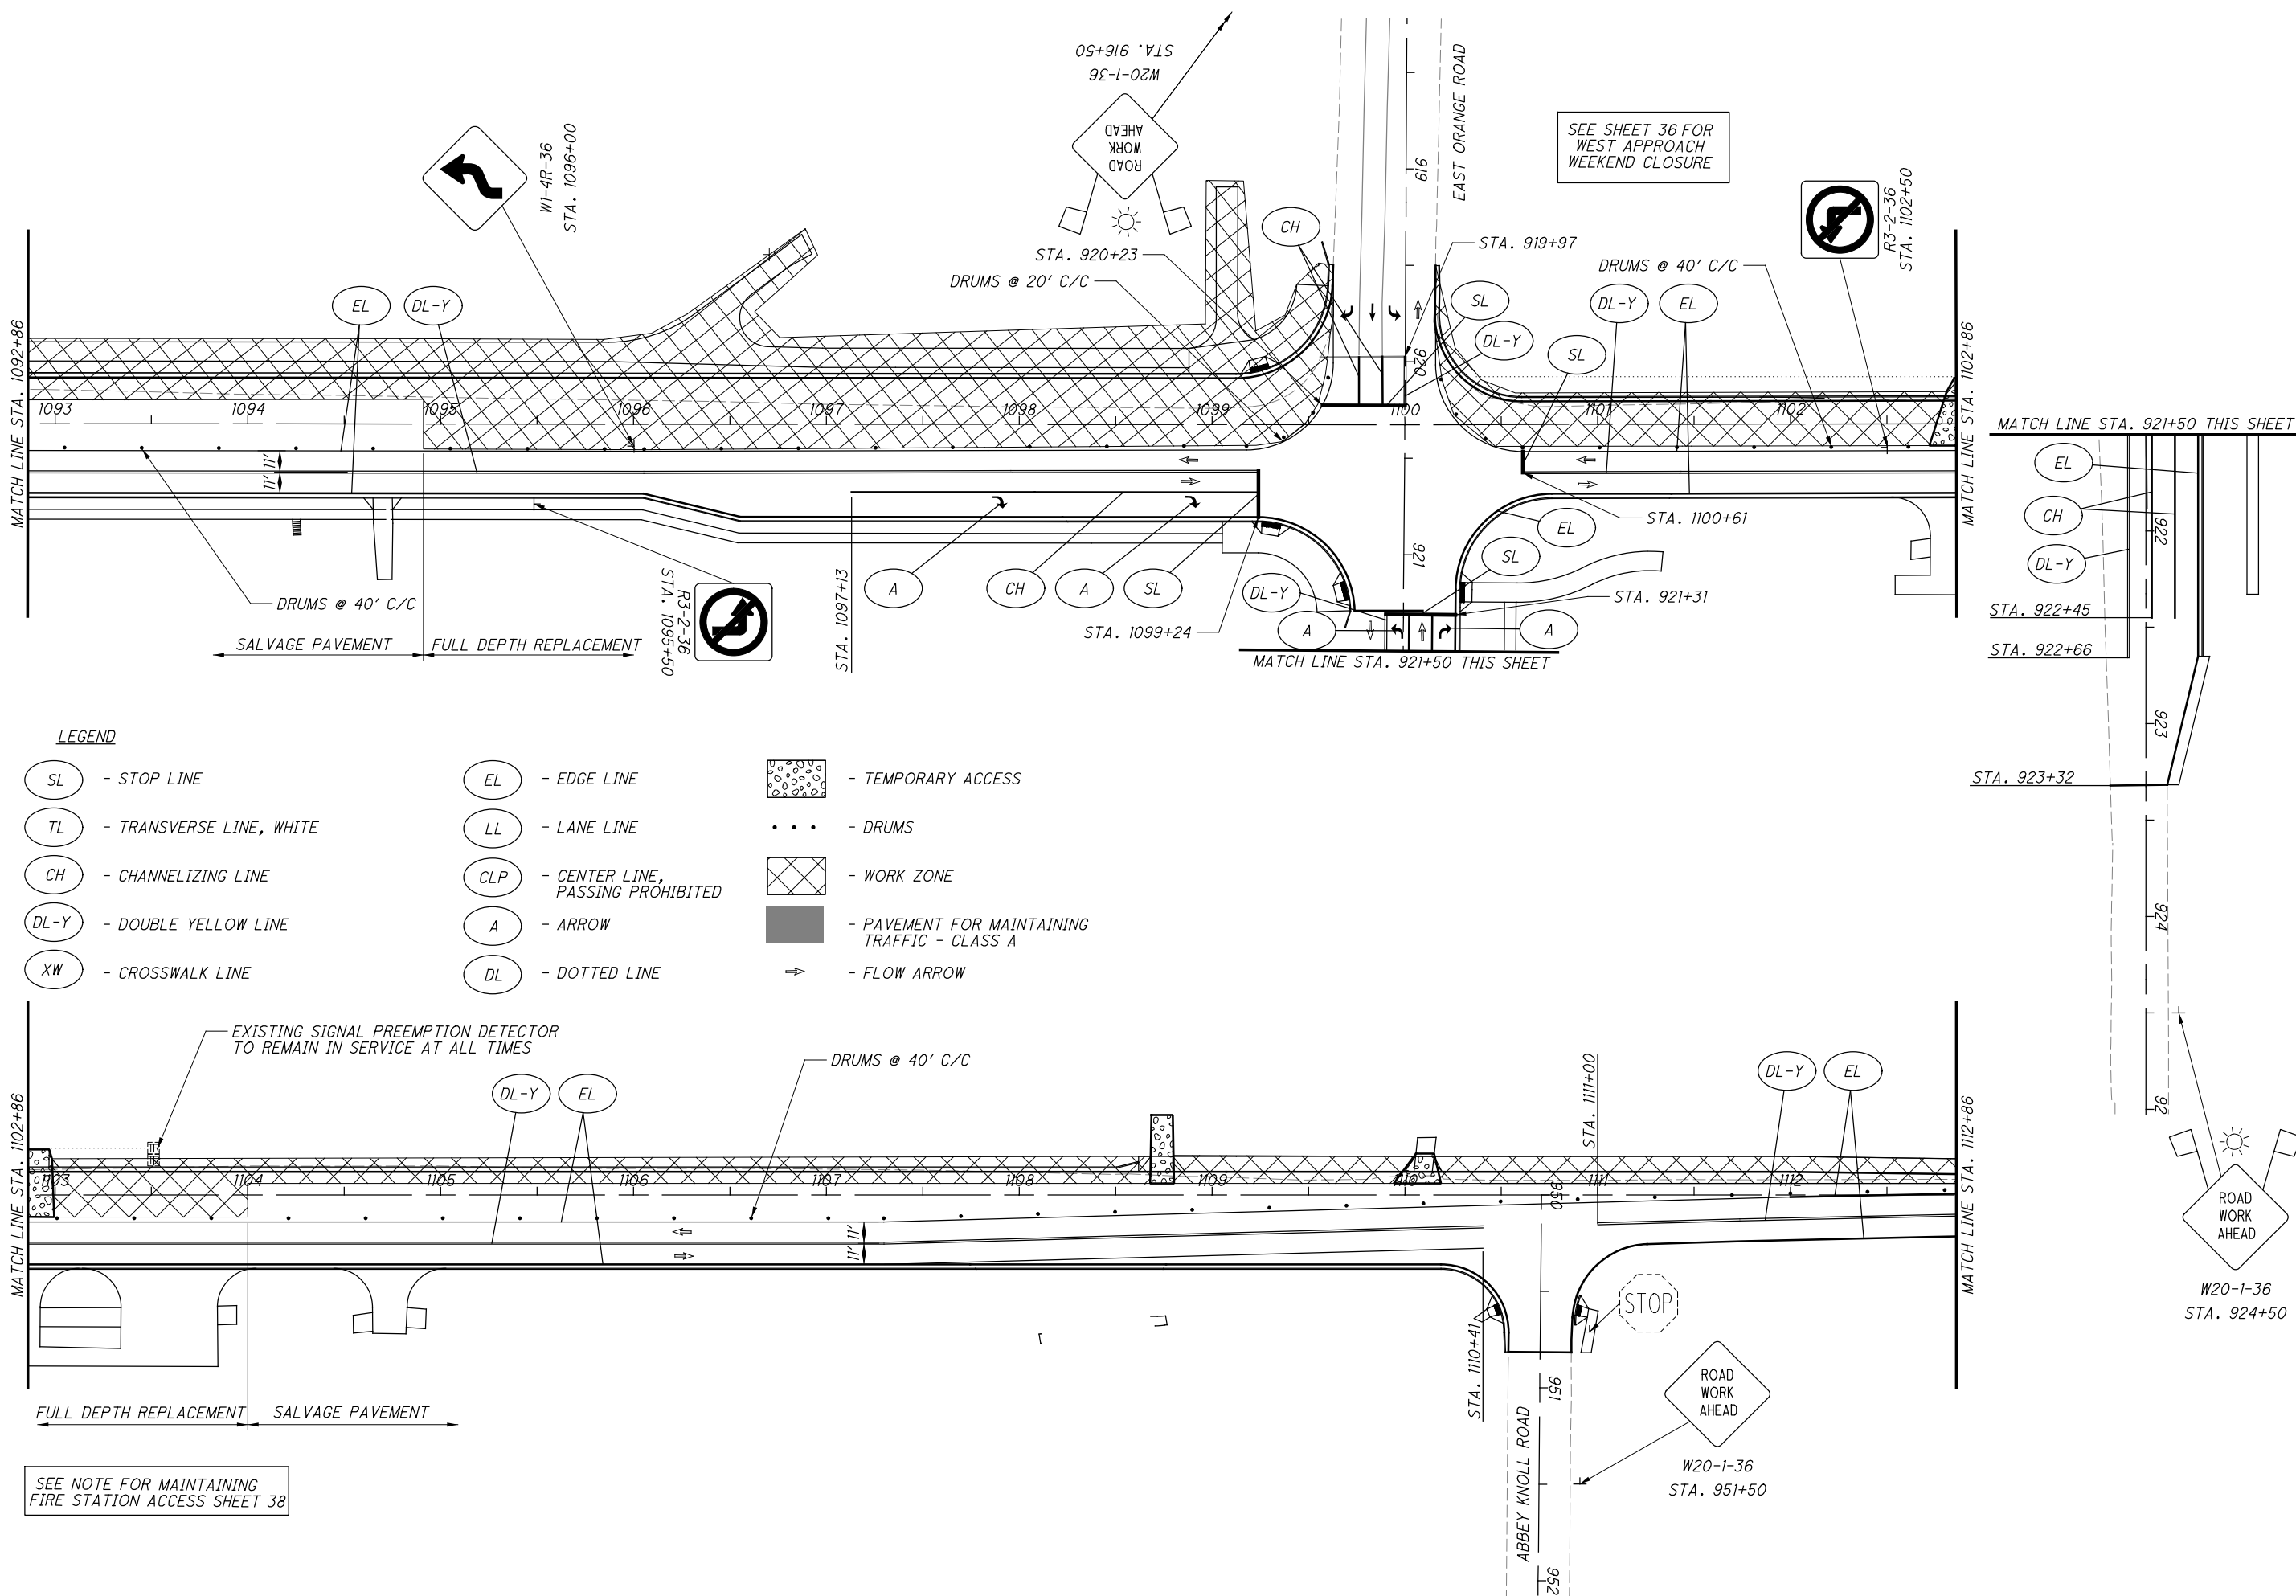 STA. 916+50
W20-1-36
ROAD
WORK
AHEAD
W1-4R-36
STA. 1096+00
EAST ORANGE ROAD
919
SEE SHEET 36 FOR
WEST APPROACH
WEEKEND CLOSURE
R3-2-36
STA. 1102+50
CH
STA. 920+23
STA. 919+97
DRUMS @ 20' C/C
DRUMS @ 40' C/C
EL
DL-Y
SL
DL-Y
EL
DL-Y
SL
920
MATCH LINE STA. 1092+86
1093
1094
1095
1096
1097
1098
1099
1100
1101
1102
MATCH LINE STA. 1102+86
11'
11'
STA. 1100+61
EL
921
SL
DRUMS @ 40' C/C
SALVAGE PAVEMENT
FULL DEPTH REPLACEMENT
R3-2-36
STA. 1095+50
STA. 1097+13
A
CH
A
SL
DL-Y
STA. 921+31
STA. 1099+24
A
A
MATCH LINE STA. 921+50 THIS SHEET
MATCH LINE STA. 921+50 THIS SHEET
EL
CH
922
DL-Y
STA. 922+45
STA. 922+66
923
STA. 923+32
924
92
ROAD
WORK
AHEAD
W20-1-36
STA. 924+50
LEGEND
SL - STOP LINE
TL - TRANSVERSE LINE, WHITE
CH - CHANNELIZING LINE
DL-Y - DOUBLE YELLOW LINE
XW - CROSSWALK LINE
EL - EDGE LINE
LL - LANE LINE
CLP - CENTER LINE,
PASSING PROHIBITED
A - ARROW
DL - DOTTED LINE
- TEMPORARY ACCESS
- DRUMS
- WORK ZONE
- PAVEMENT FOR MAINTAINING
TRAFFIC - CLASS A
- FLOW ARROW
EXISTING SIGNAL PREEMPTION DETECTOR
TO REMAIN IN SERVICE AT ALL TIMES
DRUMS @ 40' C/C
DL-Y
EL
STA. 1111+00
DL-Y
EL
MATCH LINE STA. 1102+86
1103
1104
1105
1106
1107
1108
1109
1110
1111
1112
950
MATCH LINE STA. 1112+86
11'
11'
STOP
STA. 1110+41
951
ROAD
WORK
AHEAD
W20-1-36
STA. 951+50
ABBEY KNOLL ROAD
952
FULL DEPTH REPLACEMENT
SALVAGE PAVEMENT
SEE NOTE FOR MAINTAINING
FIRE STATION ACCESS SHEET 38